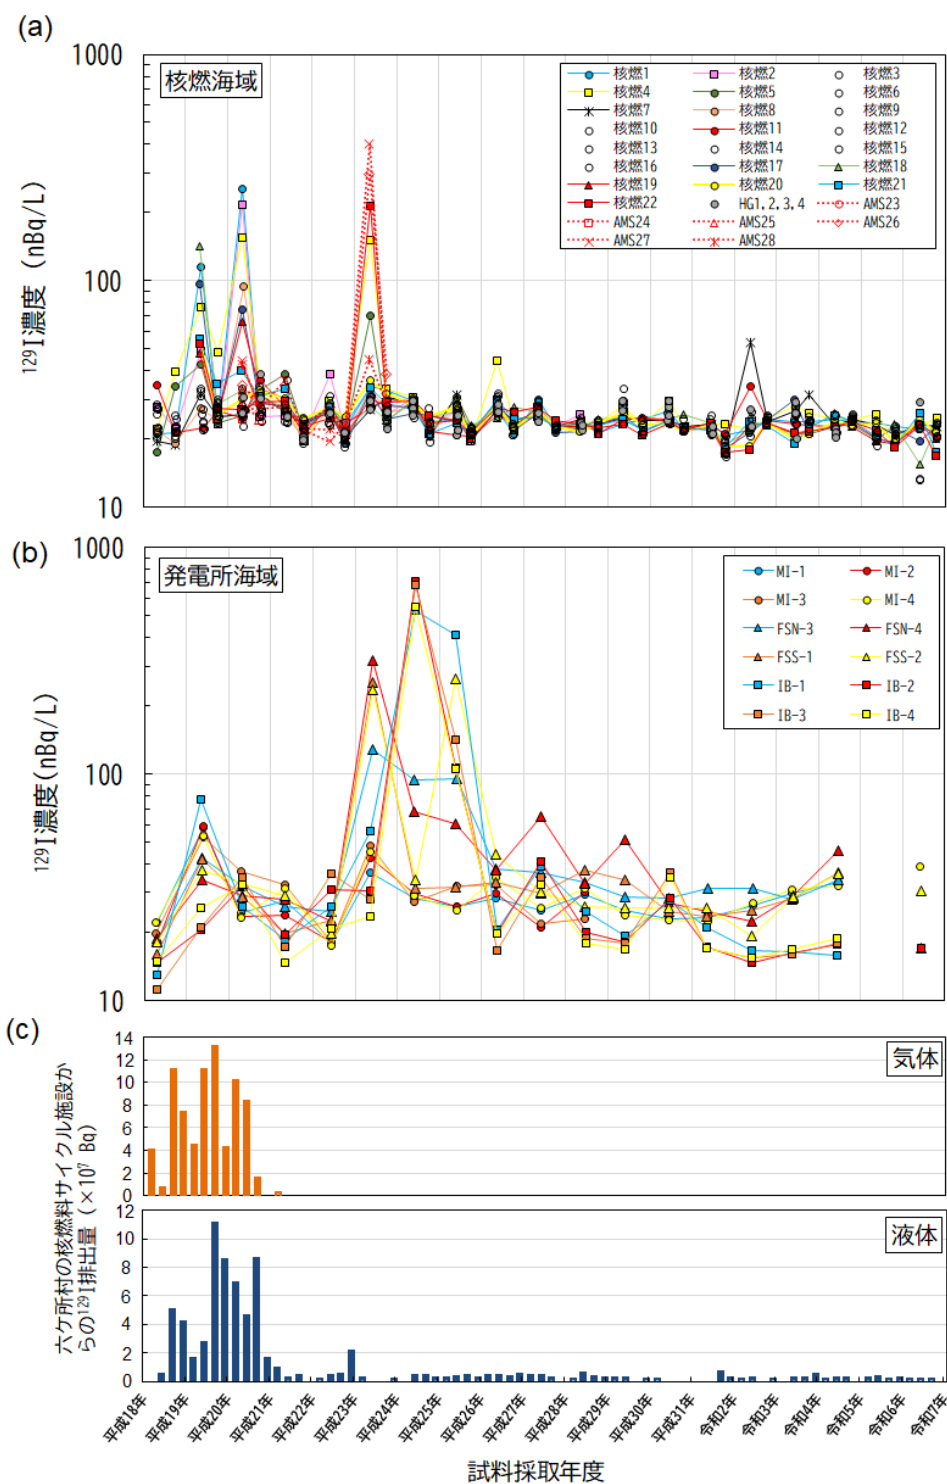 (a)
1000
100
10
¹²⁹I濃度 (nBq/L)
核燃海域
核燃1 核燃2 核燃3
核燃4 核燃5 核燃6
核燃7 核燃8 核燃9
核燃10 核燃11 核燃12
核燃13 核燃14 核燃15
核燃16 核燃17 核燃18
核燃19 核燃20 核燃21
核燃22 HG1,2,3,4 AMS23
AMS24 AMS25 AMS26
AMS27 AMS28
(b)
1000
100
10
¹²⁹I濃度(nBq/L)
発電所海域
MI-1 MI-2
MI-3 MI-4
FSN-3 FSN-4
FSS-1 FSS-2
IB-1 IB-2
IB-3 IB-4
(c)
六ケ所村の核燃料サイクル施設か
らの¹²⁹I排出量 (×10⁷ Bq)
14
12
10
8
6
4
2
0
気体
12
10
8
6
4
2
0
液体
平成18年 平成19年 平成20年 平成21年 平成22年 平成23年 平成24年 平成25年 平成26年 平成27年 平成28年 平成29年 平成30年 平成31年 令和02年 令和03年 令和04年 令和05年 令和06年 令和07年
試料採取年度